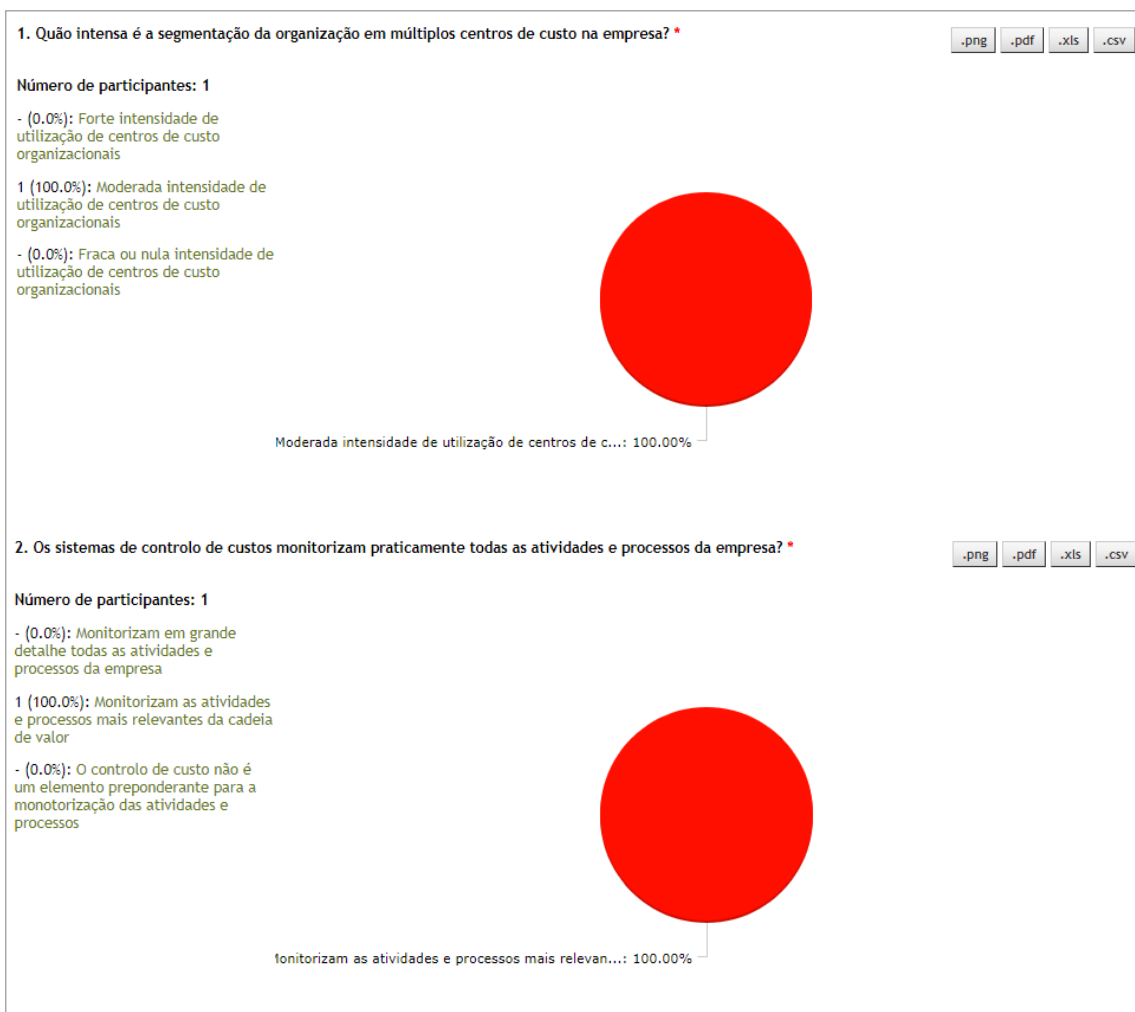 1. Quão intensa é a segmentação da organização em múltiplos centros de custo na empresa? *
.png .pdf .xls .csv
Número de participantes: 1
- (0.0%): Forte intensidade de
utilização de centros de custo
organizacionais
1 (100.0%): Moderada intensidade de
utilização de centros de custo
organizacionais
- (0.0%): Fraca ou nula intensidade de
utilização de centros de custo
organizacionais
Moderada intensidade de utilização de centros de c...: 100.00%
2. Os sistemas de controlo de custos monitorizam praticamente todas as atividades e processos da empresa? *
.png .pdf .xls .csv
Número de participantes: 1
- (0.0%): Monitorizam em grande
detalhe todas as atividades e
processos da empresa
1 (100.0%): Monitorizam as atividades
e processos mais relevantes da cadeia
de valor
- (0.0%): O controlo de custo não é
um elemento preponderante para a
monotorização das atividades e
processos
Monitorizam as atividades e processos mais relevan...: 100.00%